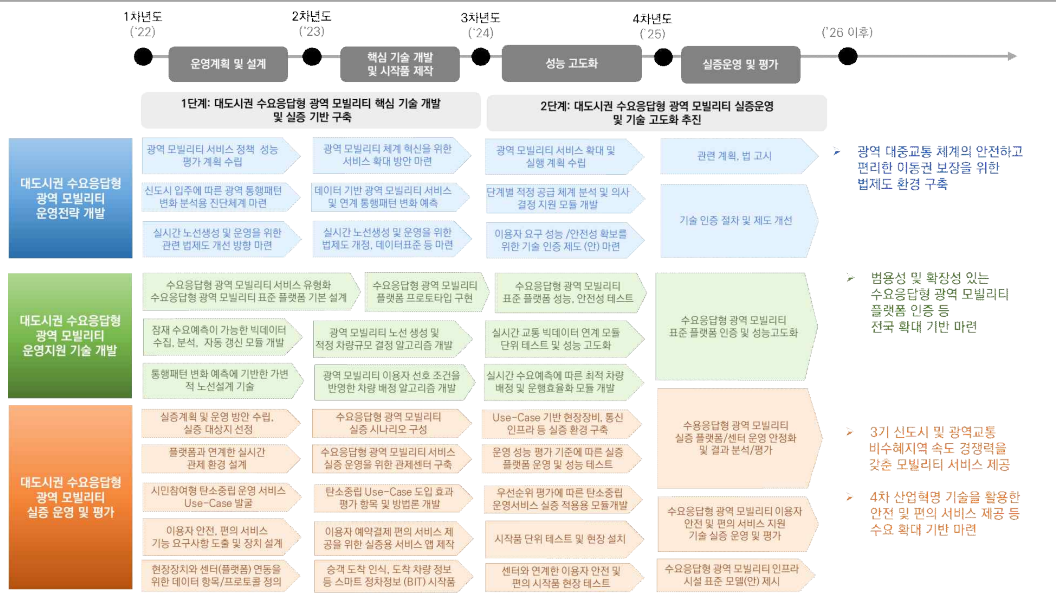 1차년도
('22)
2차년도
('23)
3차년도
('24)
4차년도
('25)
('26 이후)
운영계획 및 설계
핵심 기술 개발
및 시작품 제작
성능 고도화
실증운영 및 평가
1단계: 대도시권 수요응답형 광역 모빌리티 핵심 기술 개발
및 실증 기반 구축
2단계: 대도시권 수요응답형 광역 모빌리티 실증운영
및 기술 고도화 추진
대도시권 수요응답형
광역 모빌리티
운영전략 개발
광역 모빌리티 서비스 정책 성능
평가 계획 수립
광역 모빌리티 체계 혁신을 위한
서비스 확대 방안 마련
광역 모빌리티 서비스 확대 및
실행 계획 수립
관련 계획, 법 고시
신도시 입주에 따른 광역 통행패턴
변화 분석용 진단체계 마련
데이터 기반 광역 모빌리티 서비스
및 연계 통행패턴 변화 예측
단계별 적정 공급 체계 분석 및 의사
결정 지원 모듈 개발
기술 인증 절차 및 제도 개선
실시간 노선생성 및 운영을 위한
관련 법제도 개선 방향 마련
실시간 노선생성 및 운영을 위한
법제도 개정, 데이터표준 등 마련
이용자 요구 성능 /안전성 확보를
위한 기술 인증 제도 (안) 마련
➢ 광역 대중교통 체계의 안전하고
편리한 이동권 보장을 위한
법제도 환경 구축
대도시권 수요응답형
광역 모빌리티
운영지원 기술 개발
수요응답형 광역 모빌리티 서비스 유형화
수요응답형 광역 모빌리티 표준 플랫폼 기본 설계
수요응답형 광역 모빌리티
플랫폼 프로토타입 구현
수요응답형 광역 모빌리티
표준 플랫폼 성능, 안전성 테스트
수요응답형 광역 모빌리티
표준 플랫폼 인증 및 성능고도화
잠재 수요예측이 가능한 빅데이터
수집, 분석, 자동 갱신 모듈 개발
광역 모빌리티 노선 생성 및
적정 차량규모 결정 알고리즘 개발
실시간 교통 빅데이터 연계 모듈
단위 테스트 및 성능 고도화
통행패턴 변화 예측에 기반한 가변
적 노선설계 기술
광역 모빌리티 이용자 선호 조건을
반영한 차량 배정 알고리즘 개발
실시간 수요예측에 따른 최적 차량
배정 및 운행효율화 모듈 개발
➢ 범용성 및 확장성 있는
수요응답형 광역 모빌리티
플랫폼 인증 등
전국 확대 기반 마련
대도시권 수요응답형
광역 모빌리티
실증 운영 및 평가
실증계획 및 운영 방안 수립,
실증 대상지 선정
수요응답형 광역 모빌리티
실증 시나리오 구성
Use-Case 기반 현장장비, 통신
인프라 등 실증 환경 구축
수용응답형 광역 모빌리티
실증 플랫폼/센터 운영 안정화
및 결과 분석/평가
플랫폼과 연계한 실시간
관제 환경 설계
수요응답형 광역 모빌리티 서비스
실증 운영을 위한 관제센터 구축
운영 성능 평가 기준에 따른 실증
플랫폼 운영 및 성능 테스트
시민참여형 탄소중립 운영 서비스
Use-Case 발굴
탄소중립 Use-Case 도입 효과
평가 항목 및 방법론 개발
우선순위 평가에 따른 탄소중립
운영서비스 실증 적용용 모듈개발
수요응답형 광역 모빌리티 이용자
안전 및 편의 서비스 지원
기술 실증 운영 및 평가
이용자 안전, 편의 서비스
기능 요구사항 도출 및 장치 설계
이용자 예약결제 편의 서비스 제
공을 위한 실증용 서비스 앱 제작
시작품 단위 테스트 및 현장 설치
현장장치와 센터(플랫폼) 연동을
위한 데이터 항목/프로토콜 정의
승객 도착 인식, 도착 차량 정보
등 스마트 정차정보 (BIT) 시작품
센터와 연계한 이용자 안전 및
편의 시작품 현장 테스트
수요응답형 광역 모빌리티 인프라
시설 표준 모델(안) 제시
➢ 3기 신도시 및 광역교통
비수혜지역 속도 경쟁력을
갖춘 모빌리티 서비스 제공
➢ 4차 산업혁명 기술을 활용한
안전 및 편의 서비스 제공 등
수요 확대 기반 마련